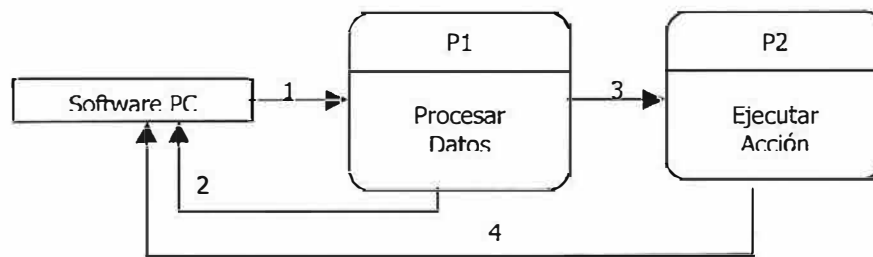 P1
P2
Software PC
1
3
Procesar
Datos
Ejecutar
Acción
2
4